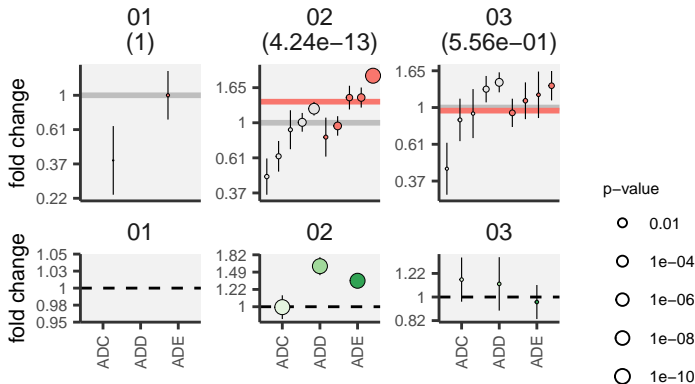 01
(1)
02
(4.24e−13)
03
(5.56e−01)
fold change
1
0.61
0.37
0.22
1.65
1
0.61
0.37
1.65
1
0.61
0.37
01
02
03
fold change
1.05
1.03
1
0.98
0.95
1.82
1.49
1.22
1
1.22
1
0.82
ADC
ADD
ADE
ADC
ADD
ADE
ADC
ADD
ADE
p−value
0.01
1e−04
1e−06
1e−08
1e−10